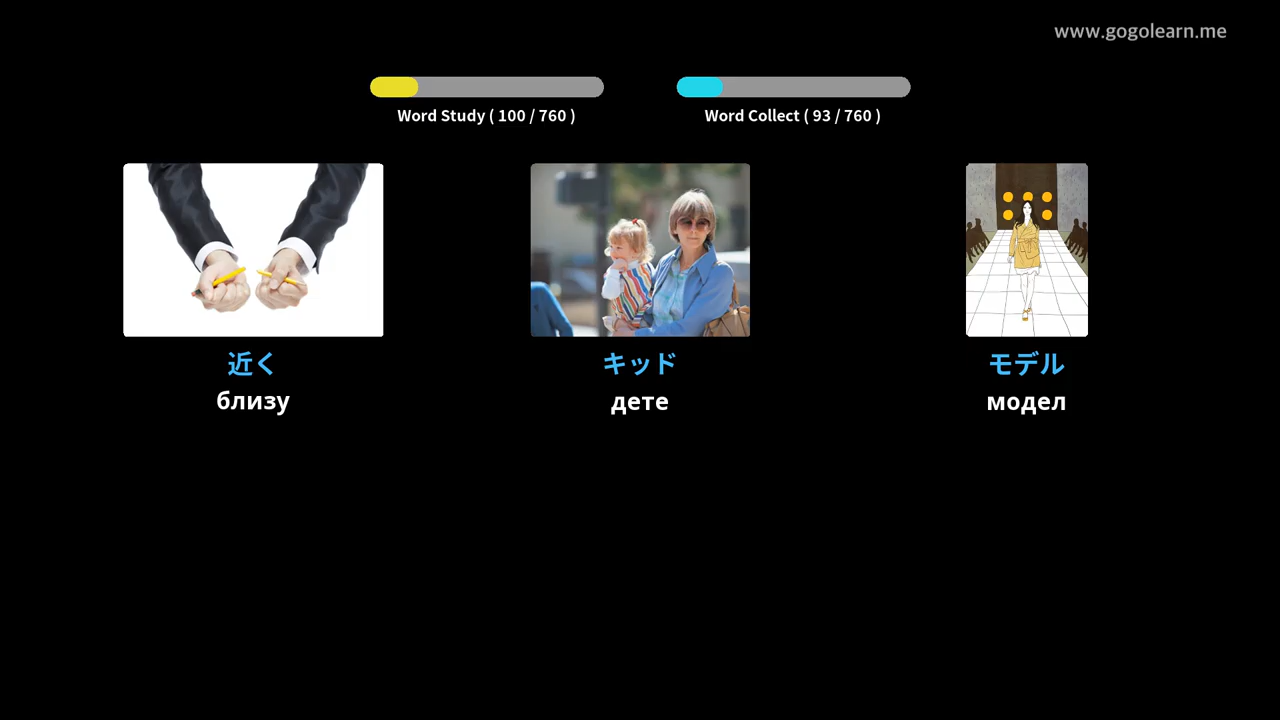 www.gogolearn.me
Word Study ( 100 / 760 )
Word Collect ( 93 / 760 )
近く
близу
キッド
дете
モデル
модел